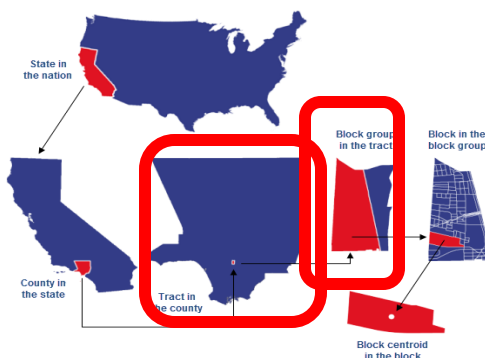 State in
the nation
Block group
in the tract
Block in the
block group
County in
the state
Tract in
the county
Block centroid
in the block